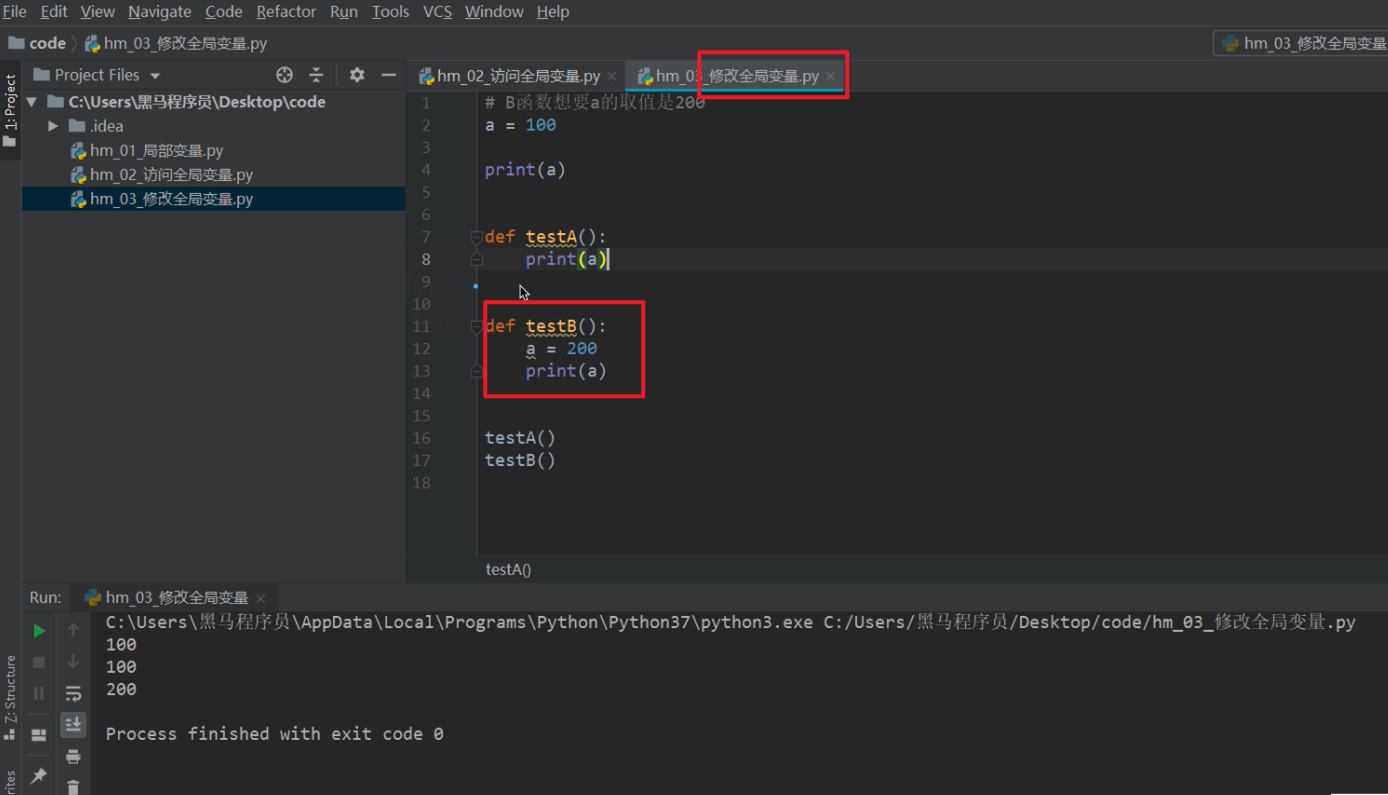 File Edit View Navigate Code Refactor Run Tools VCS Window Help
code hm_03_修改全局变量.py hm_03_修改全局变量
1: Project
Project Files
C:\Users\黑马程序员\Desktop\code
.idea
hm_01_局部变量.py
hm_02_访问全局变量.py
hm_03_修改全局变量.py
hm_02_访问全局变量.py hm_03_修改全局变量.py
1 # B函数想要a的取值是200
2 a = 100
3
4 print(a)
5
6
7 def testA():
8 print(a)
9
10
11 def testB():
12 a = 200
13 print(a)
14
15
16 testA()
17 testB()
18
testA()
Run: hm_03_修改全局变量
C:\Users\黑马程序员\AppData\Local\Programs\Python\Python37\python3.exe C:/Users/黑马程序员/Desktop/code/hm_03_修改全局变量.py
100
100
200
Process finished with exit code 0
Z: Structure